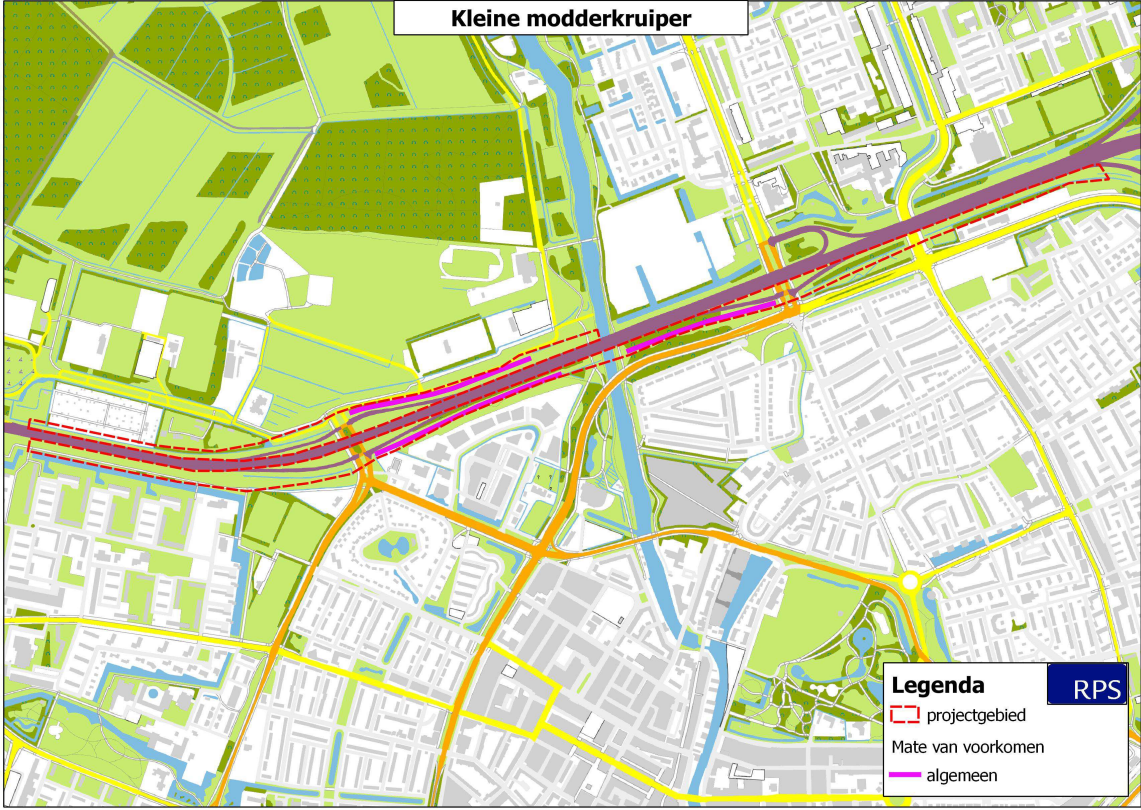 Kleine modderkruiper
Legenda
RPS
projectgebied
Mate van voorkomen
algemeen